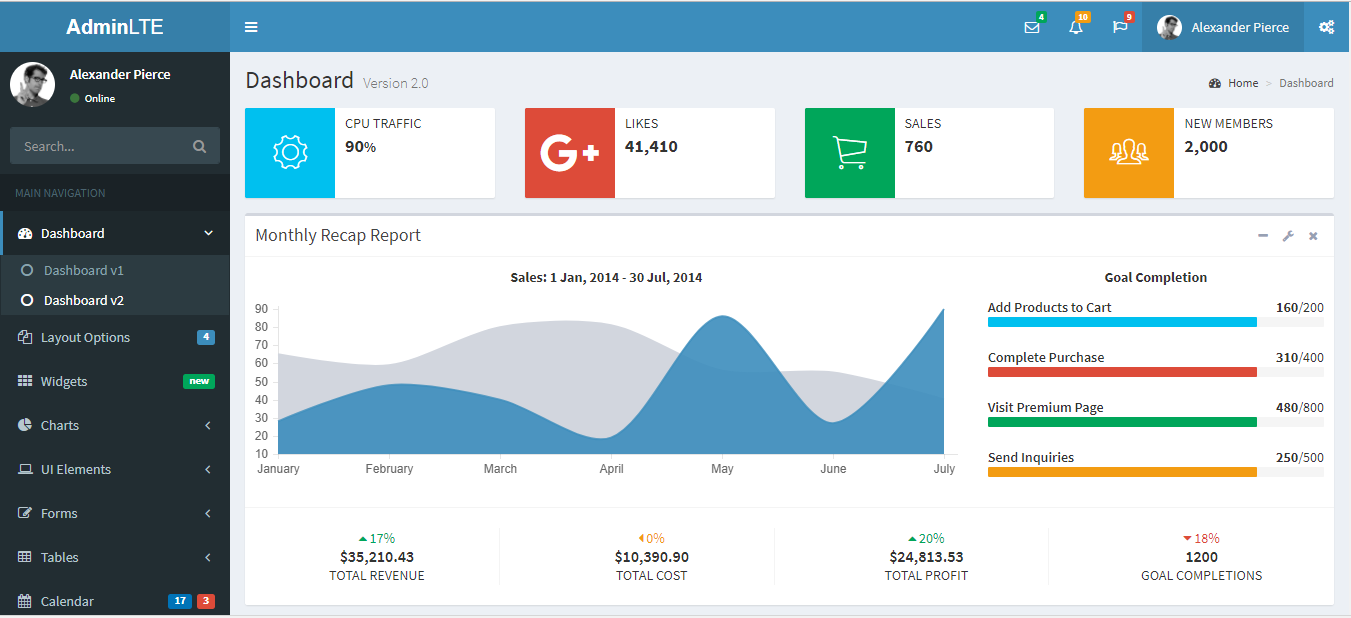 AdminLTE
4
10
9
Alexander Pierce
Alexander Pierce
Online
Search...
MAIN NAVIGATION
Dashboard
Dashboard v1
Dashboard v2
Layout Options 4
Widgets new
Charts
UI Elements
Forms
Tables
Calendar 17 3
Dashboard Version 2.0
Home > Dashboard
CPU TRAFFIC
90%
G+
LIKES
41,410
SALES
760
NEW MEMBERS
2,000
Monthly Recap Report
Sales: 1 Jan, 2014 - 30 Jul, 2014
90
80
70
60
50
40
30
20
10
January February March April May June July
Goal Completion
Add Products to Cart 160/200
Complete Purchase 310/400
Visit Premium Page 480/800
Send Inquiries 250/500
17%
$35,210.43
TOTAL REVENUE
0%
$10,390.90
TOTAL COST
20%
$24,813.53
TOTAL PROFIT
18%
1200
GOAL COMPLETIONS